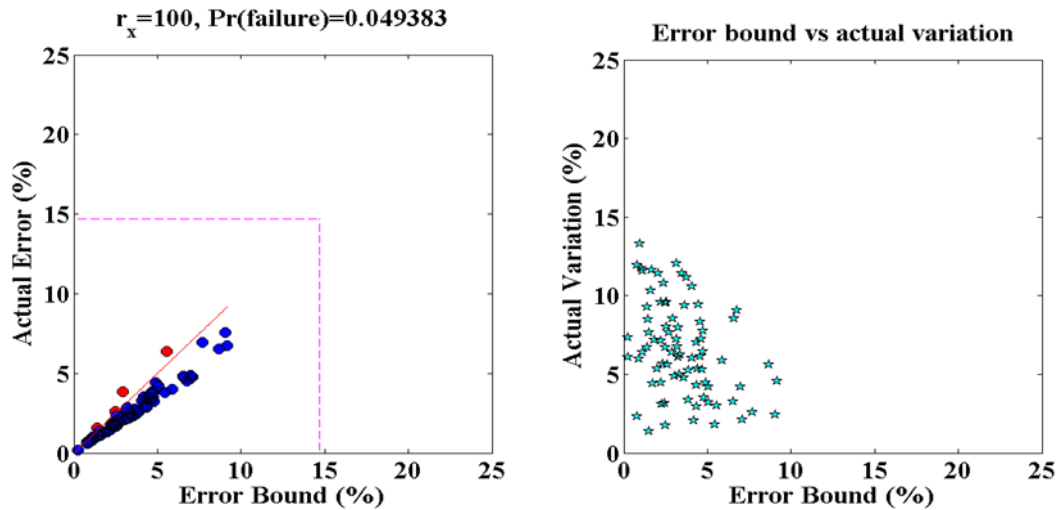 r_x=100, Pr(failure)=0.049383
Actual Error (%)
25
20
15
10
5
0
0 5 10 15 20 25
Error Bound (%)
Error bound vs actual variation
Actual Variation (%)
25
20
15
10
5
0
0 5 10 15 20 25
Error Bound (%)